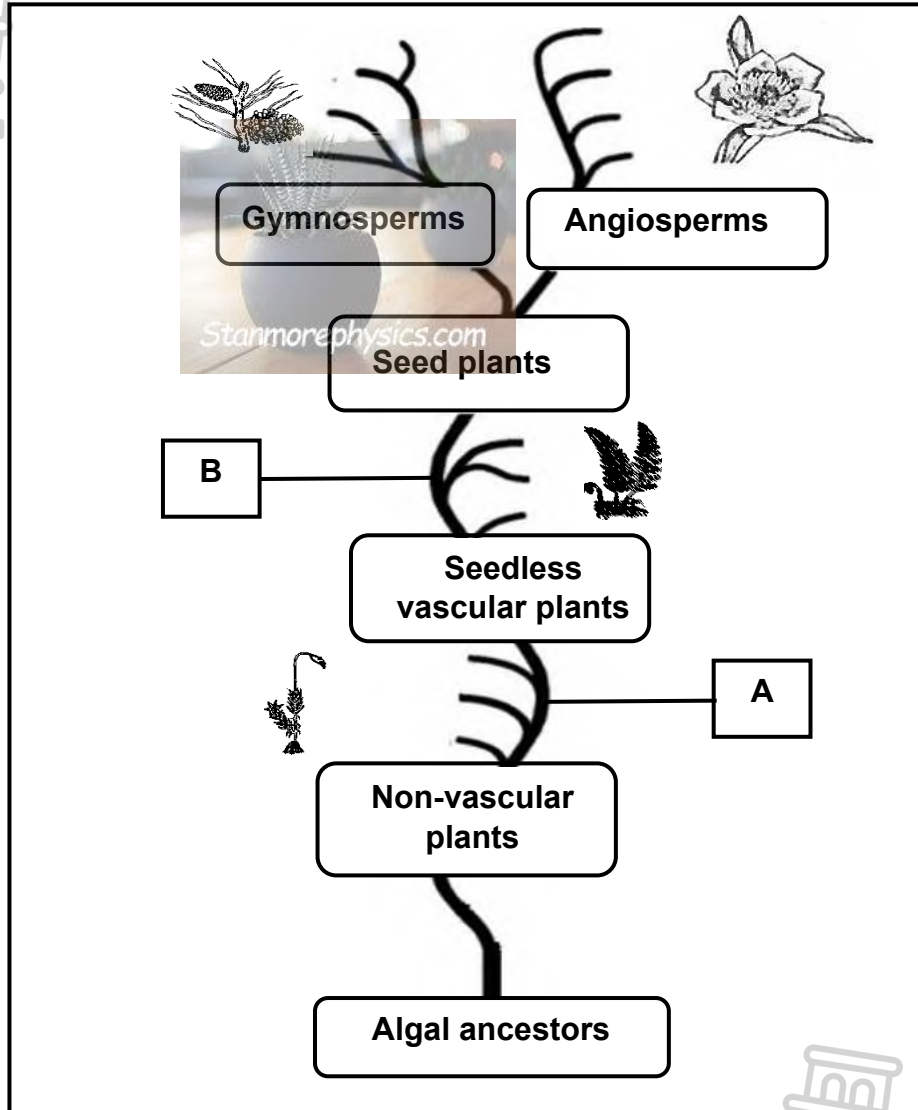 Gymnosperms
Angiosperms
Stanmorephysics.com
Seed plants
B
Seedless
vascular plants
A
Non-vascular
plants
Algal ancestors